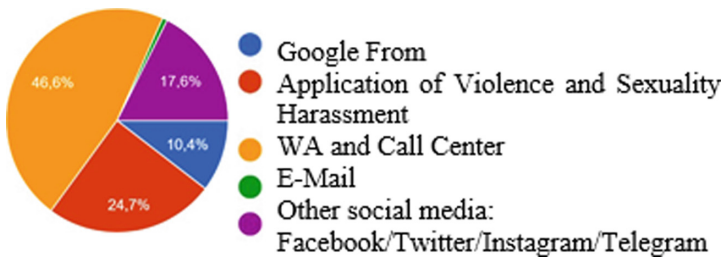 46,6%
17,6%
10,4%
24,7%
Google From
Application of Violence and Sexuality
Harassment
WA and Call Center
E-Mail
Other social media:
Facebook/Twitter/Instagram/Telegram